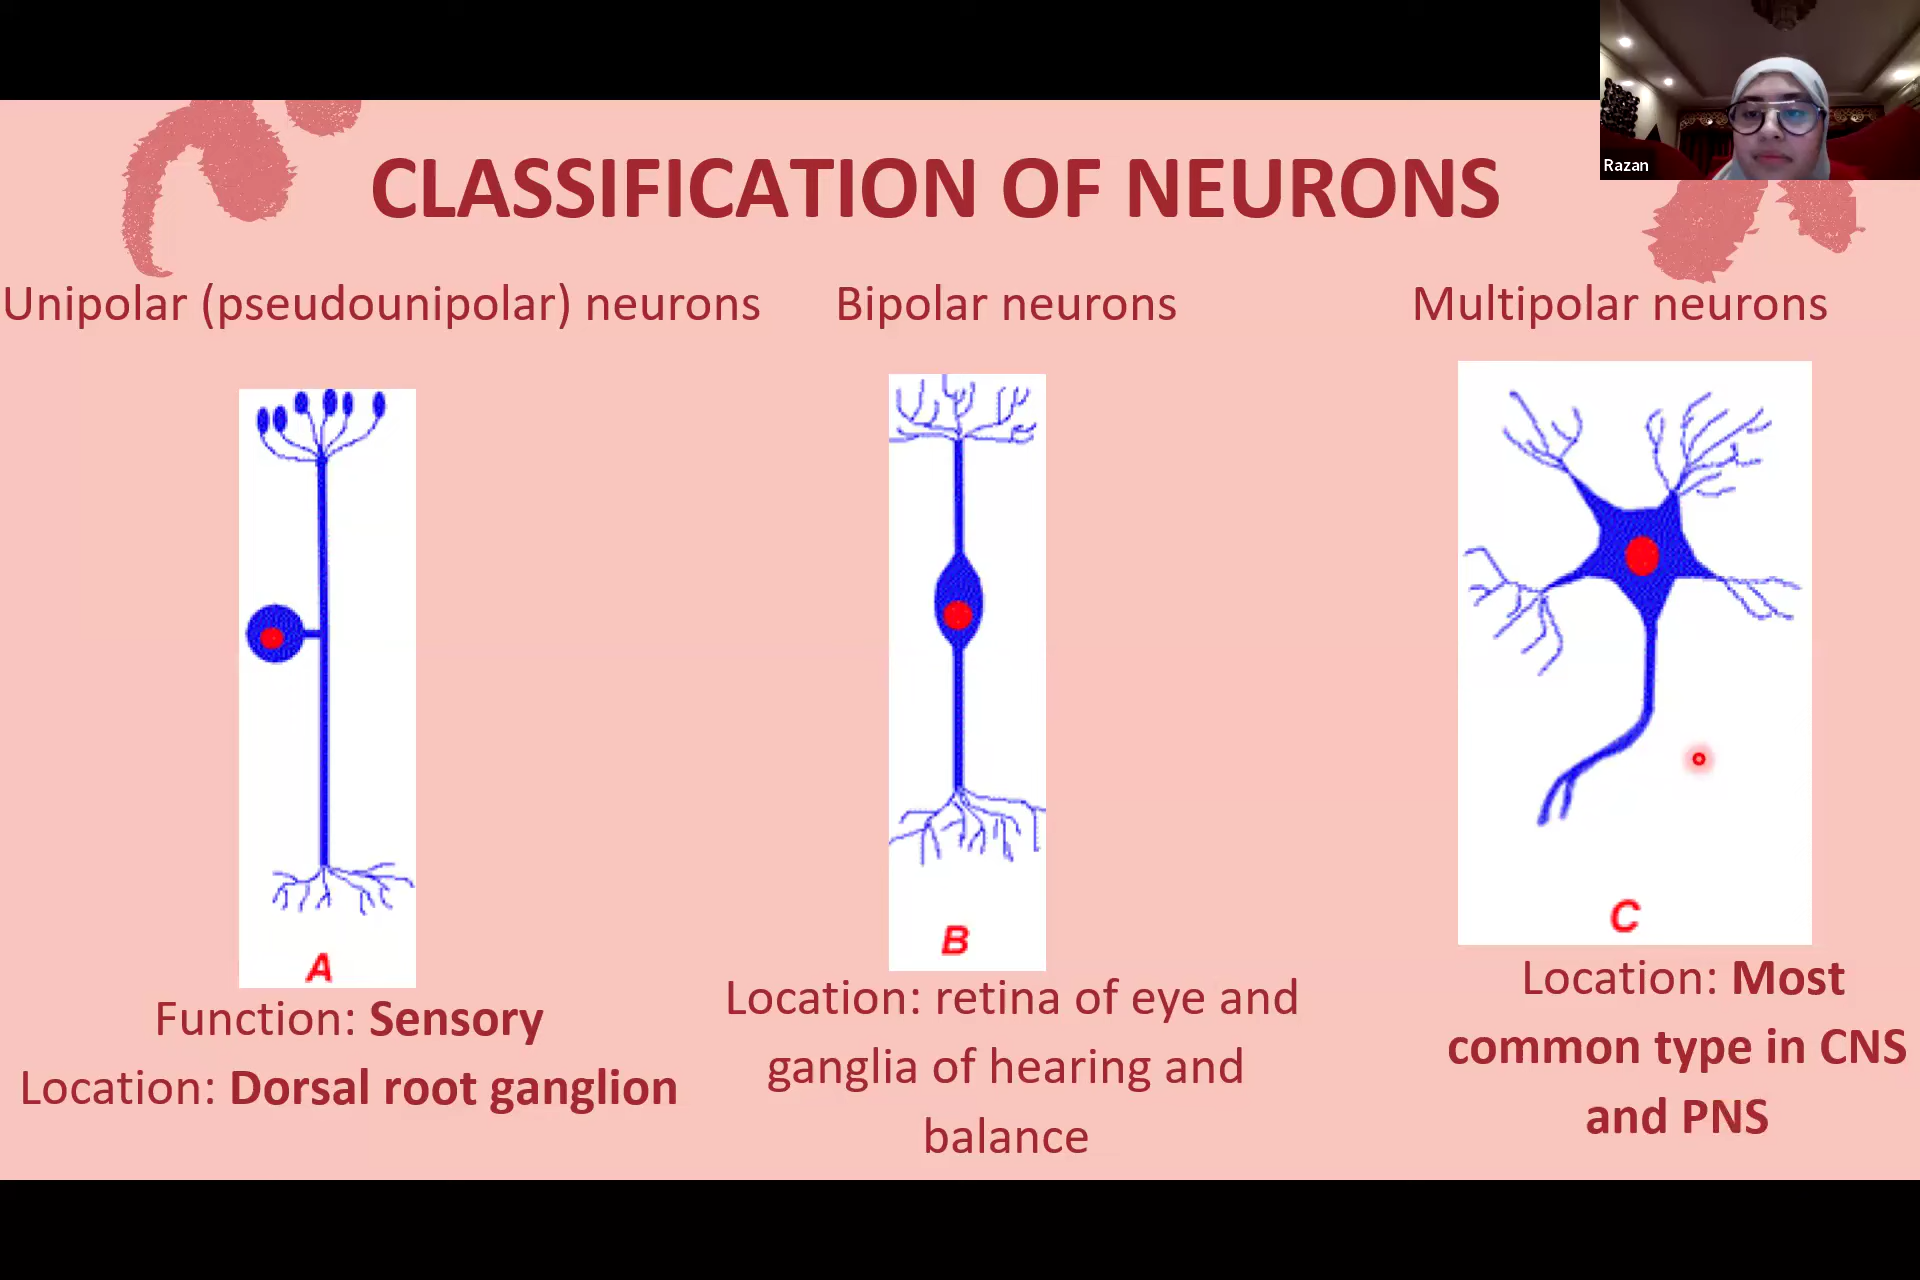 Razan
CLASSIFICATION OF NEURONS
Unipolar (pseudounipolar) neurons
Bipolar neurons
Multipolar neurons
A
B
C
Function: Sensory
Location: Dorsal root ganglion
Location: retina of eye and
ganglia of hearing and
balance
Location: Most
common type in CNS
and PNS